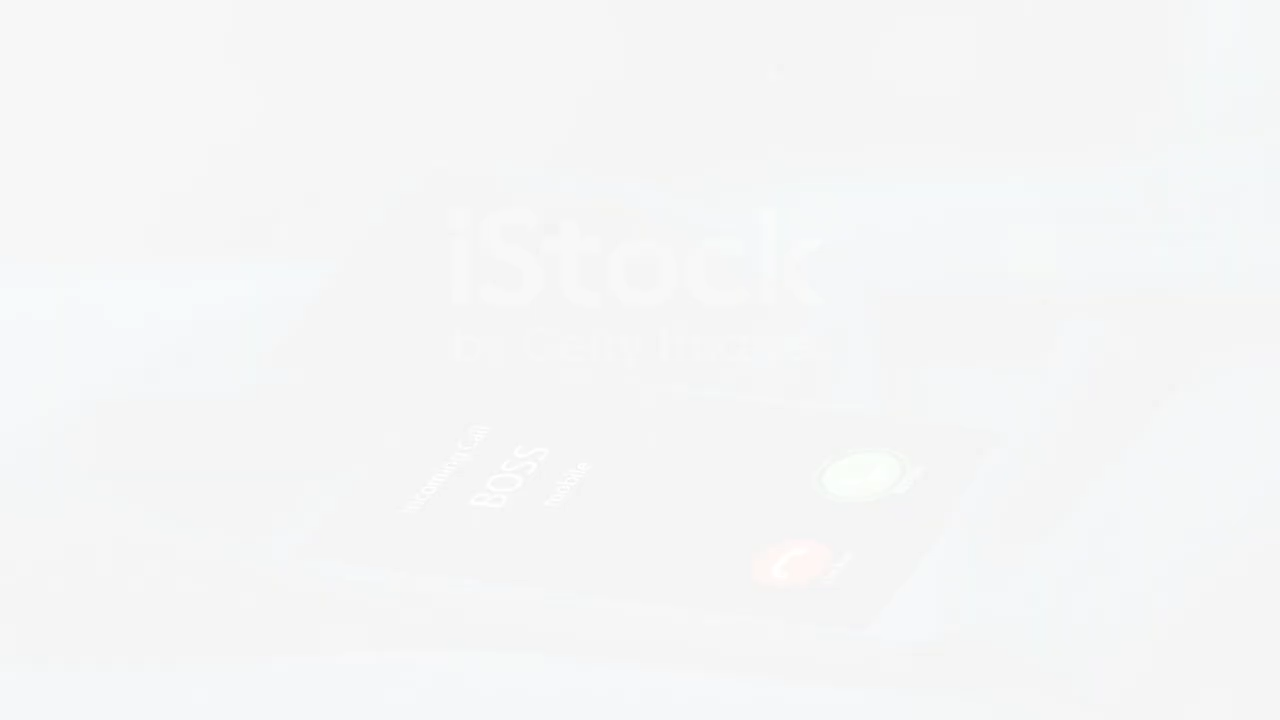 iStock
by Getty Images
Incoming Call
BOSS
mobile